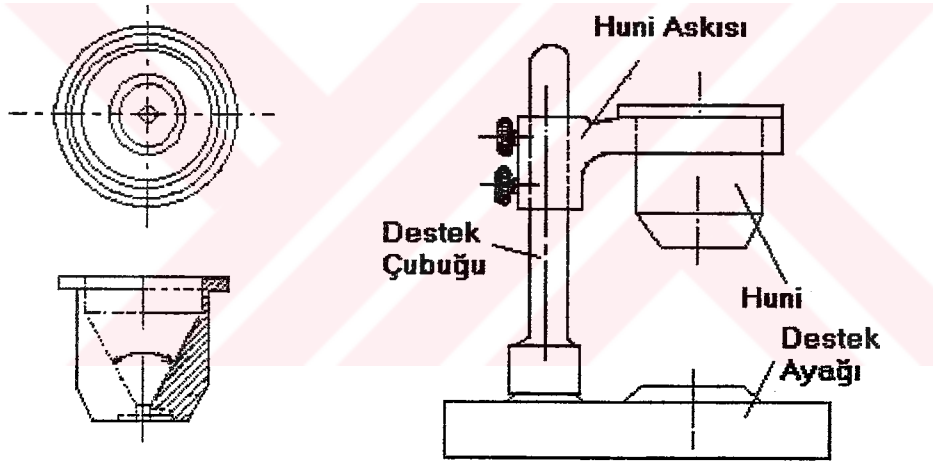 Huni Askısı
Destek
Çubuğu
Huni
Destek
Ayağı